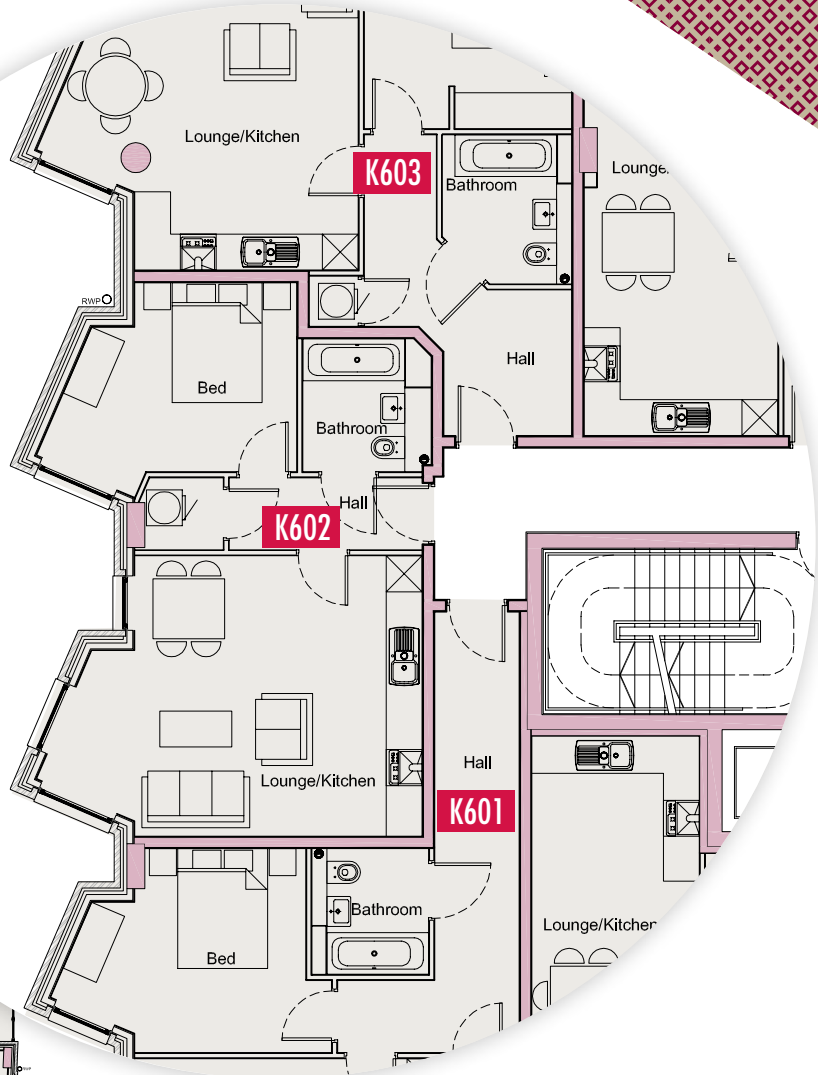 Lounge/Kitchen
K603
Bathroom
Lounge
RWP
Hall
Bed
Bathroom
Hall
K602
Lounge/Kitchen
Hall
K601
Bathroom
Lounge/Kitchen
Bed